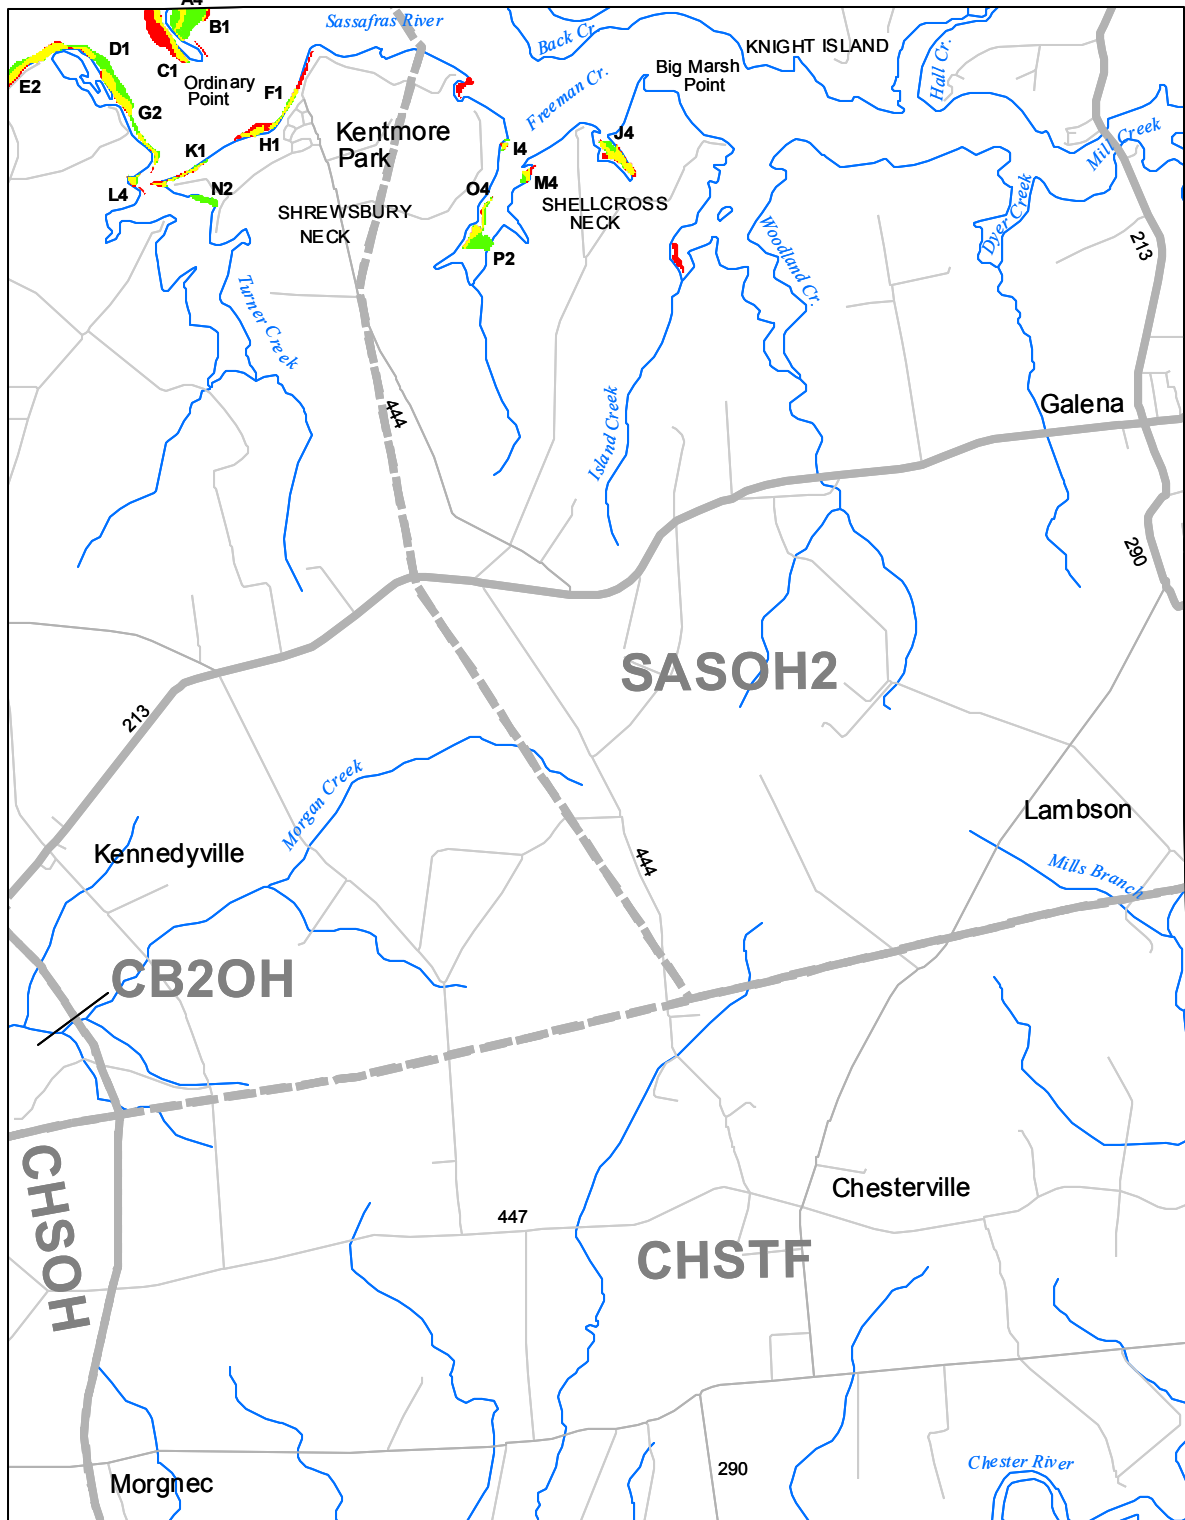 A4
B1
Sassafras River
D1
C1
E2
Ordinary
Point
G2
F1
H1
K1
L4
N2
Back Cr.
KNIGHT ISLAND
Hall Cr.
Big Marsh
Point
Freeman Cr.
Kentmore
Park
J4
I4
M4
O4
P2
SHREWSBURY
NECK
SHELLCROSS
NECK
Mill Creek
Dyer Creek
Woodland Cr.
213
Turner Creek
444
Island Creek
Galena
290
SASOH2
213
Morgan Creek
Kennedyville
444
Lambson
Mills Branch
CB2OH
CHSOH
Chesterville
447
CHSTF
Morgnec
290
Chester River